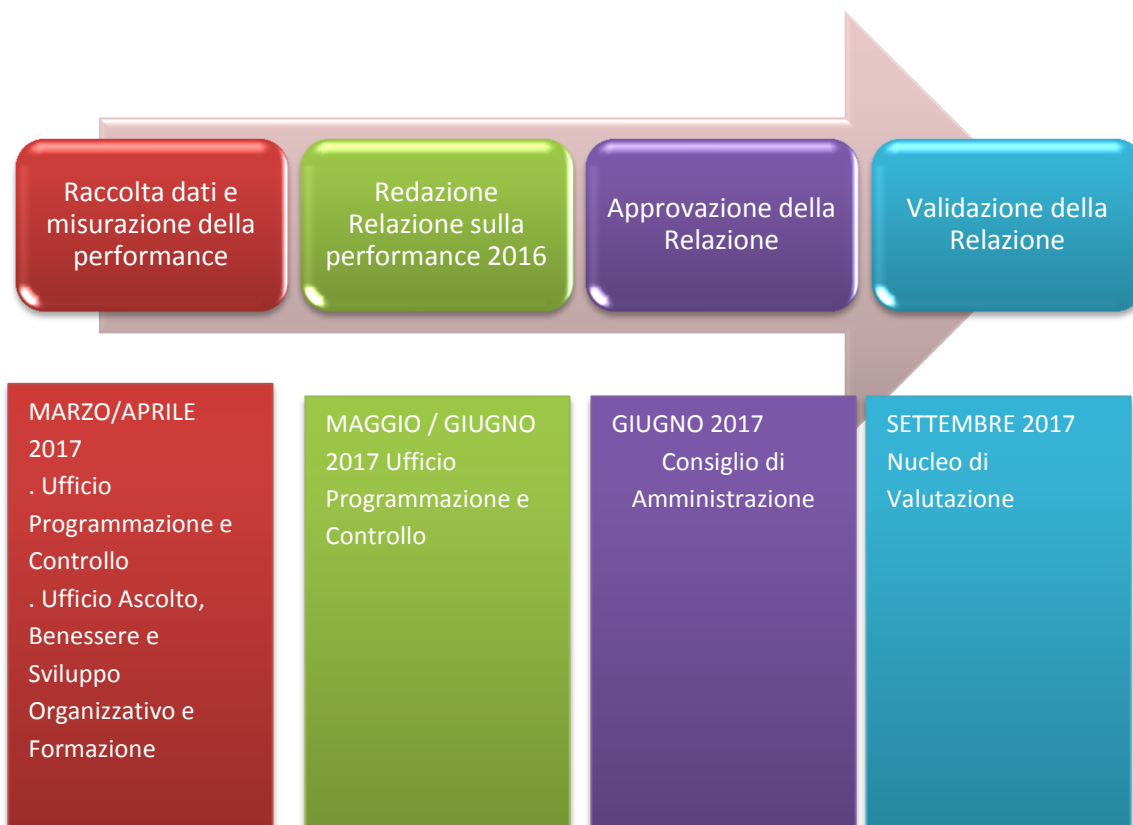 Raccolta dati e
misurazione della
performance
Redazione
Relazione sulla
performance 2016
Approvazione della
Relazione
Validazione della
Relazione
MARZO/APRILE
2017
. Ufficio
Programmazione e
Controllo
. Ufficio Ascolto,
Benessere e
Sviluppo
Organizzativo e
Formazione
MAGGIO / GIUGNO
2017 Ufficio
Programmazione e
Controllo
GIUGNO 2017
Consiglio di
Amministrazione
SETTEMBRE 2017
Nucleo di
Valutazione